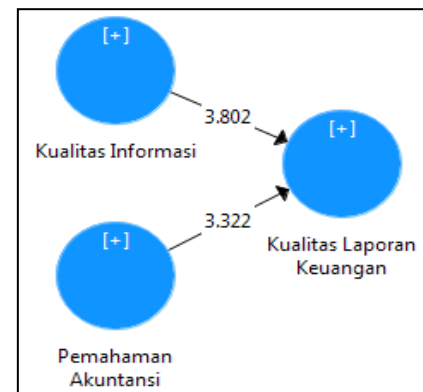 [+]
Kualitas Informasi
3.802
[+]
Kualitas Laporan
Keuangan
3.322
[+]
Pemahaman
Akuntansi